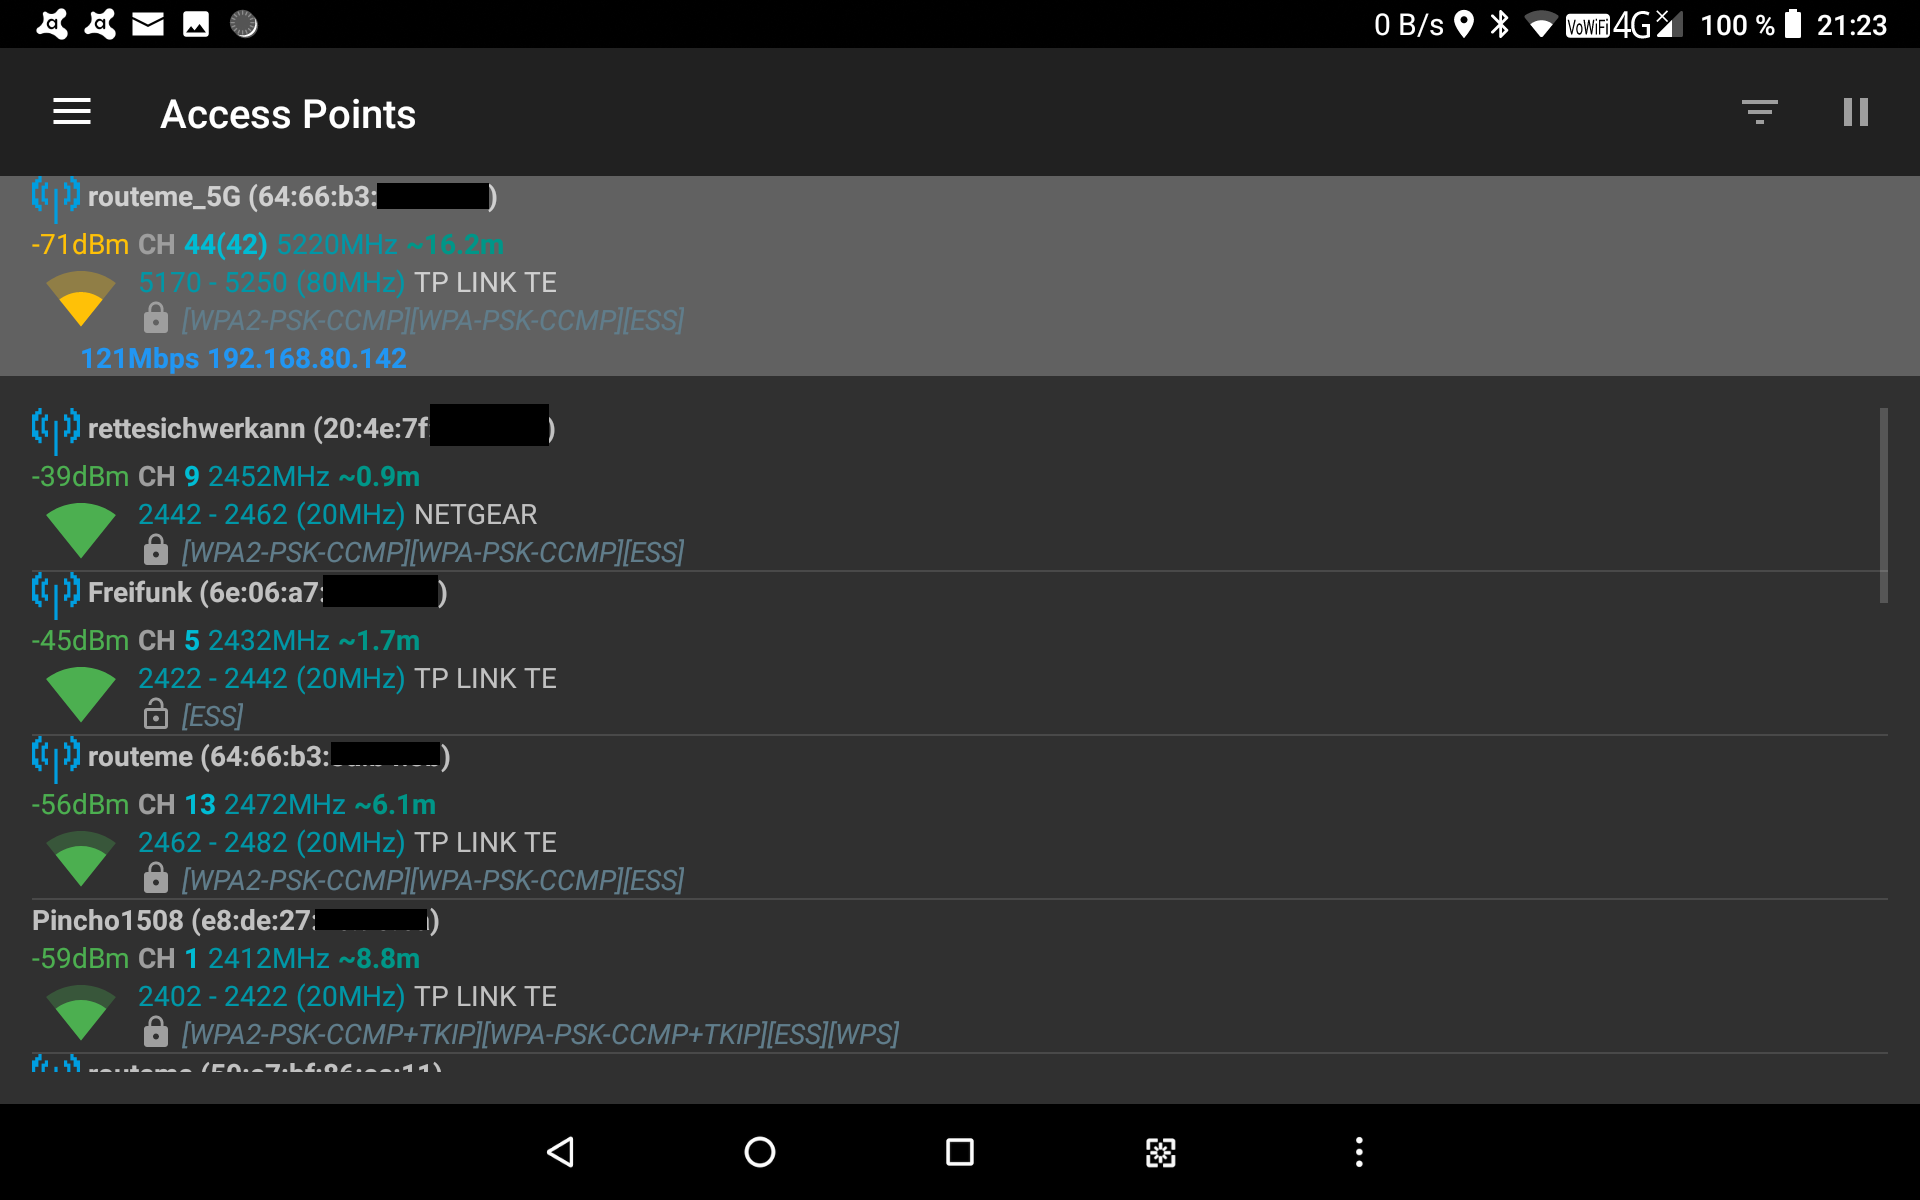 0 B/s VoWiFi 4G 100 % 21:23
Access Points
routeme_5G (64:66:b3: )
-71dBm CH 44(42) 5220MHz ~16.2m
5170 - 5250 (80MHz) TP LINK TE
[WPA2-PSK-CCMP][WPA-PSK-CCMP][ESS]
121Mbps 192.168.80.142
rettesichwerkann (20:4e:7f )
-39dBm CH 9 2452MHz ~0.9m
2442 - 2462 (20MHz) NETGEAR
[WPA2-PSK-CCMP][WPA-PSK-CCMP][ESS]
Freifunk (6e:06:a7: )
-45dBm CH 5 2432MHz ~1.7m
2422 - 2442 (20MHz) TP LINK TE
[ESS]
routeme (64:66:b3: )
-56dBm CH 13 2472MHz ~6.1m
2462 - 2482 (20MHz) TP LINK TE
[WPA2-PSK-CCMP][WPA-PSK-CCMP][ESS]
Pincho1508 (e8:de:27: )
-59dBm CH 1 2412MHz ~8.8m
2402 - 2422 (20MHz) TP LINK TE
[WPA2-PSK-CCMP+TKIP][WPA-PSK-CCMP+TKIP][ESS][WPS]
routeme